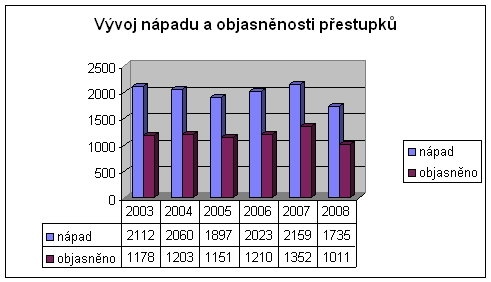 Vývoj nápadu a objasněnosti přestupků
2500
2000
1500
1000
500
0
nápad
objasněno
2003 2004 2005 2006 2007 2008
nápad 2112 2060 1897 2023 2159 1735
objasněno 1178 1203 1151 1210 1352 1011